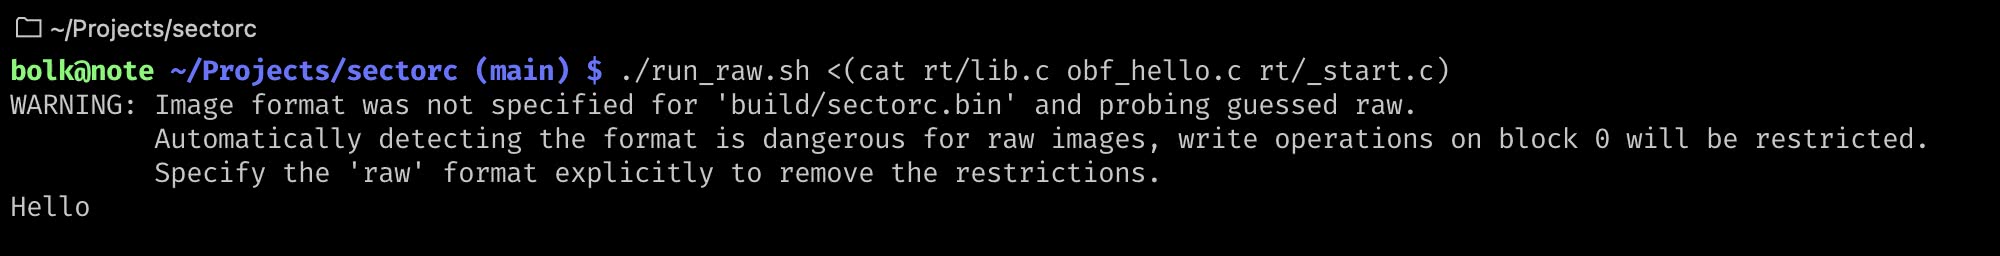 ~/Projects/sectorc
bolk@note ~/Projects/sectorc (main) $ ./run_raw.sh <(cat rt/lib.c obf_hello.c rt/_start.c)
WARNING: Image format was not specified for 'build/sectorc.bin' and probing guessed raw.
         Automatically detecting the format is dangerous for raw images, write operations on block 0 will be restricted.
         Specify the 'raw' format explicitly to remove the restrictions.
Hello